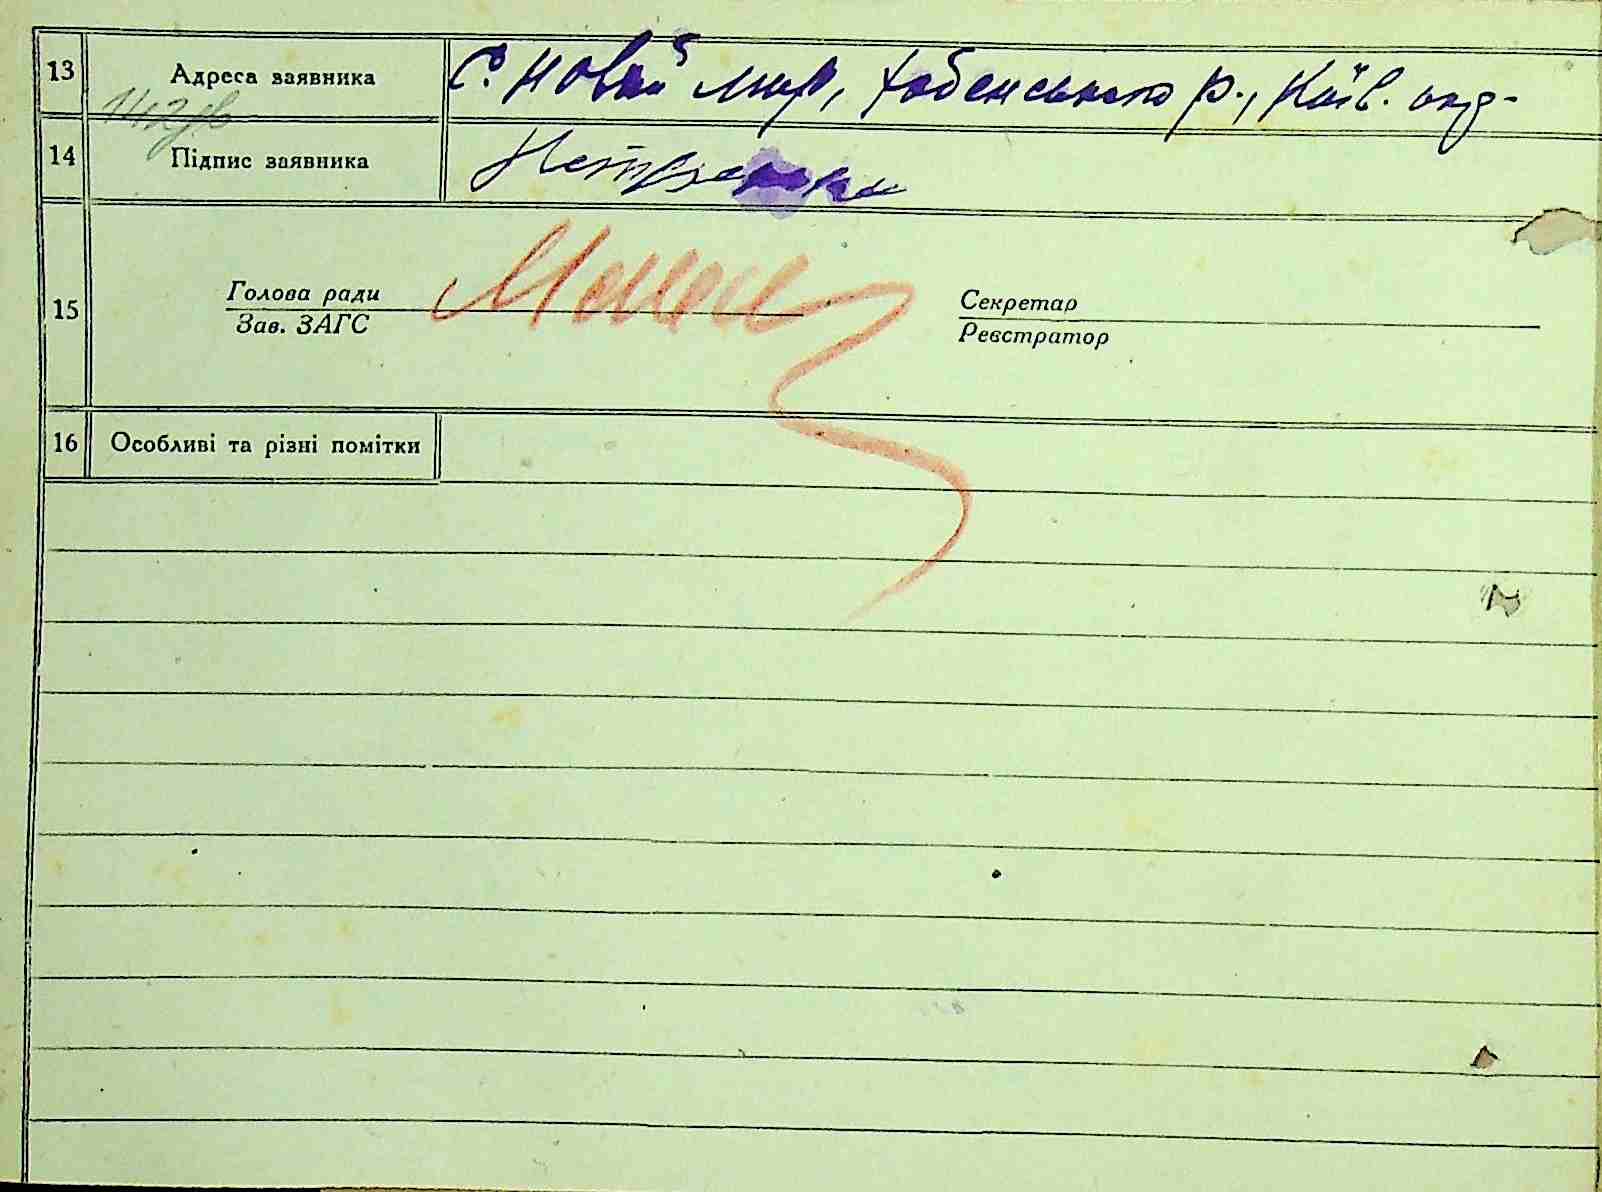 13 Адреса заявника с. Новий мир, Хабенського р., Київ. окр.
14 Підпис заявника
15 Голова ради Секретар
Зав. ЗАГС Реєстратор
16 Особливі та різні помітки